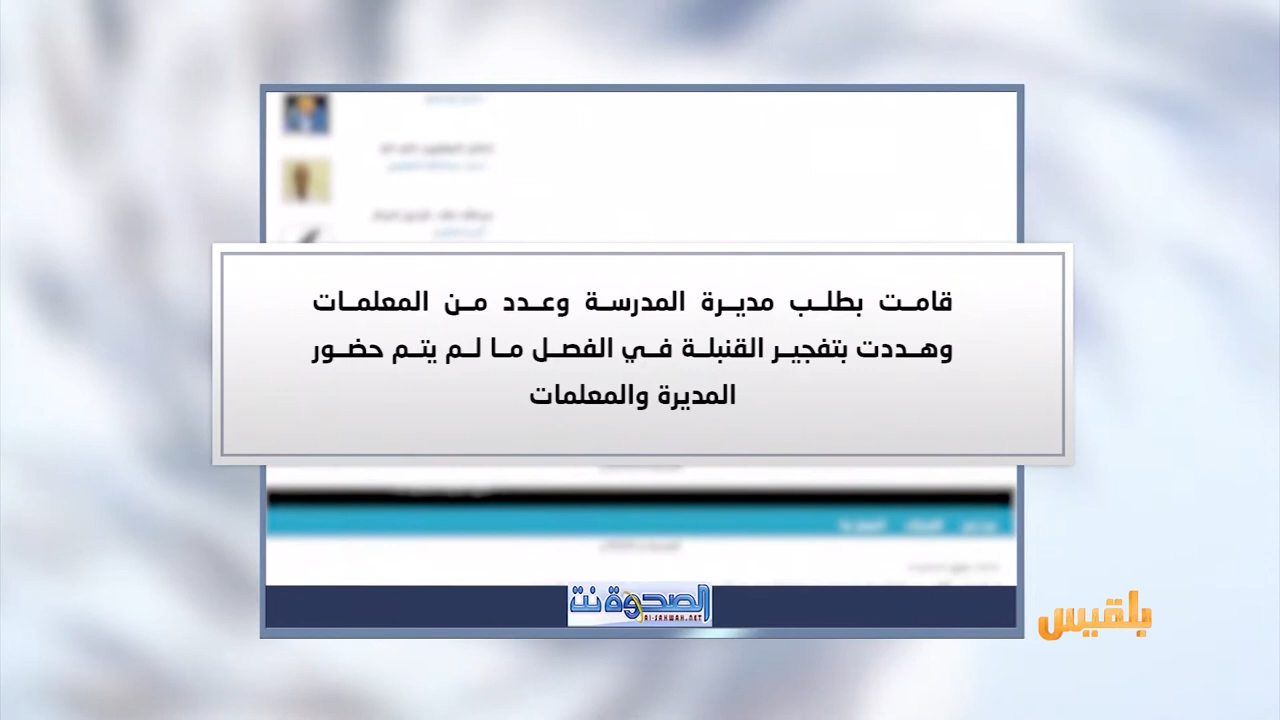 قامت بطلب مديرة المدرسة وعدد من المعلمات
وهددت بتفجير القنبلة في الفصل ما لم يتم حضور
المديرة والمعلمات
الصحوة نت
Al-SAHWAH.NET
بلقيس